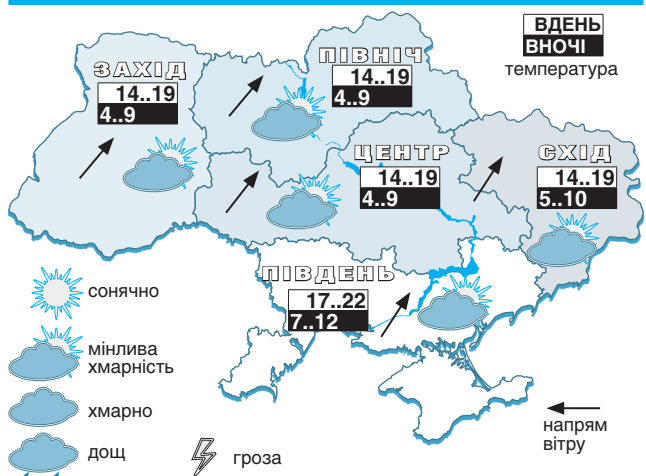 ВДЕНЬ
ВНОЧІ
температура
ЗАХІД
14..19
4..9
ПІВНІЧ
14..19
4..9
ЦЕНТР
14..19
4..9
СХІД
14..19
5..10
ПІВДЕНЬ
17..22
7..12
сонячно
мінлива
хмарність
хмарно
дощ
гроза
напрям
вітру